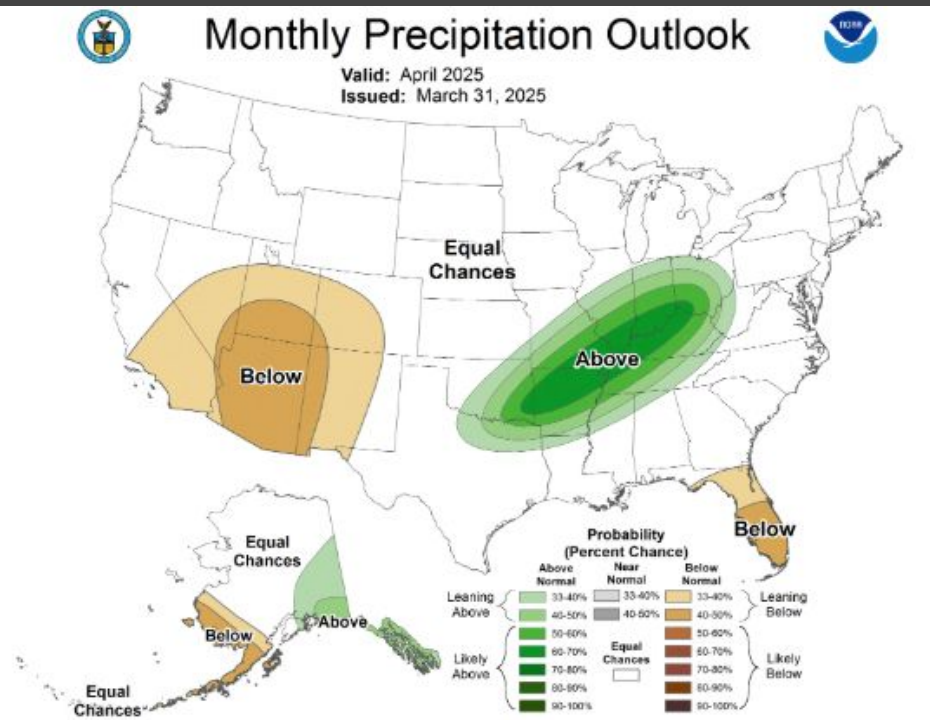 Monthly Precipitation Outlook
noaa
Valid: April 2025
Issued: March 31, 2025
Equal
Chances
Below
Above
Below
Equal
Chances
Above
Below
Equal
Chances
Probability
(Percent Chance)
Above
Normal
Near
Normal
Below
Normal
Leaning
Above
33-40%
33-40%
33-40%
Leaning
Below
40-50%
40-50%
40-50%
Likely
Above
50-60%
60-70%
70-80%
80-90%
90-100%
Equal
Chances
50-60%
60-70%
70-80%
80-90%
90-100%
Likely
Below